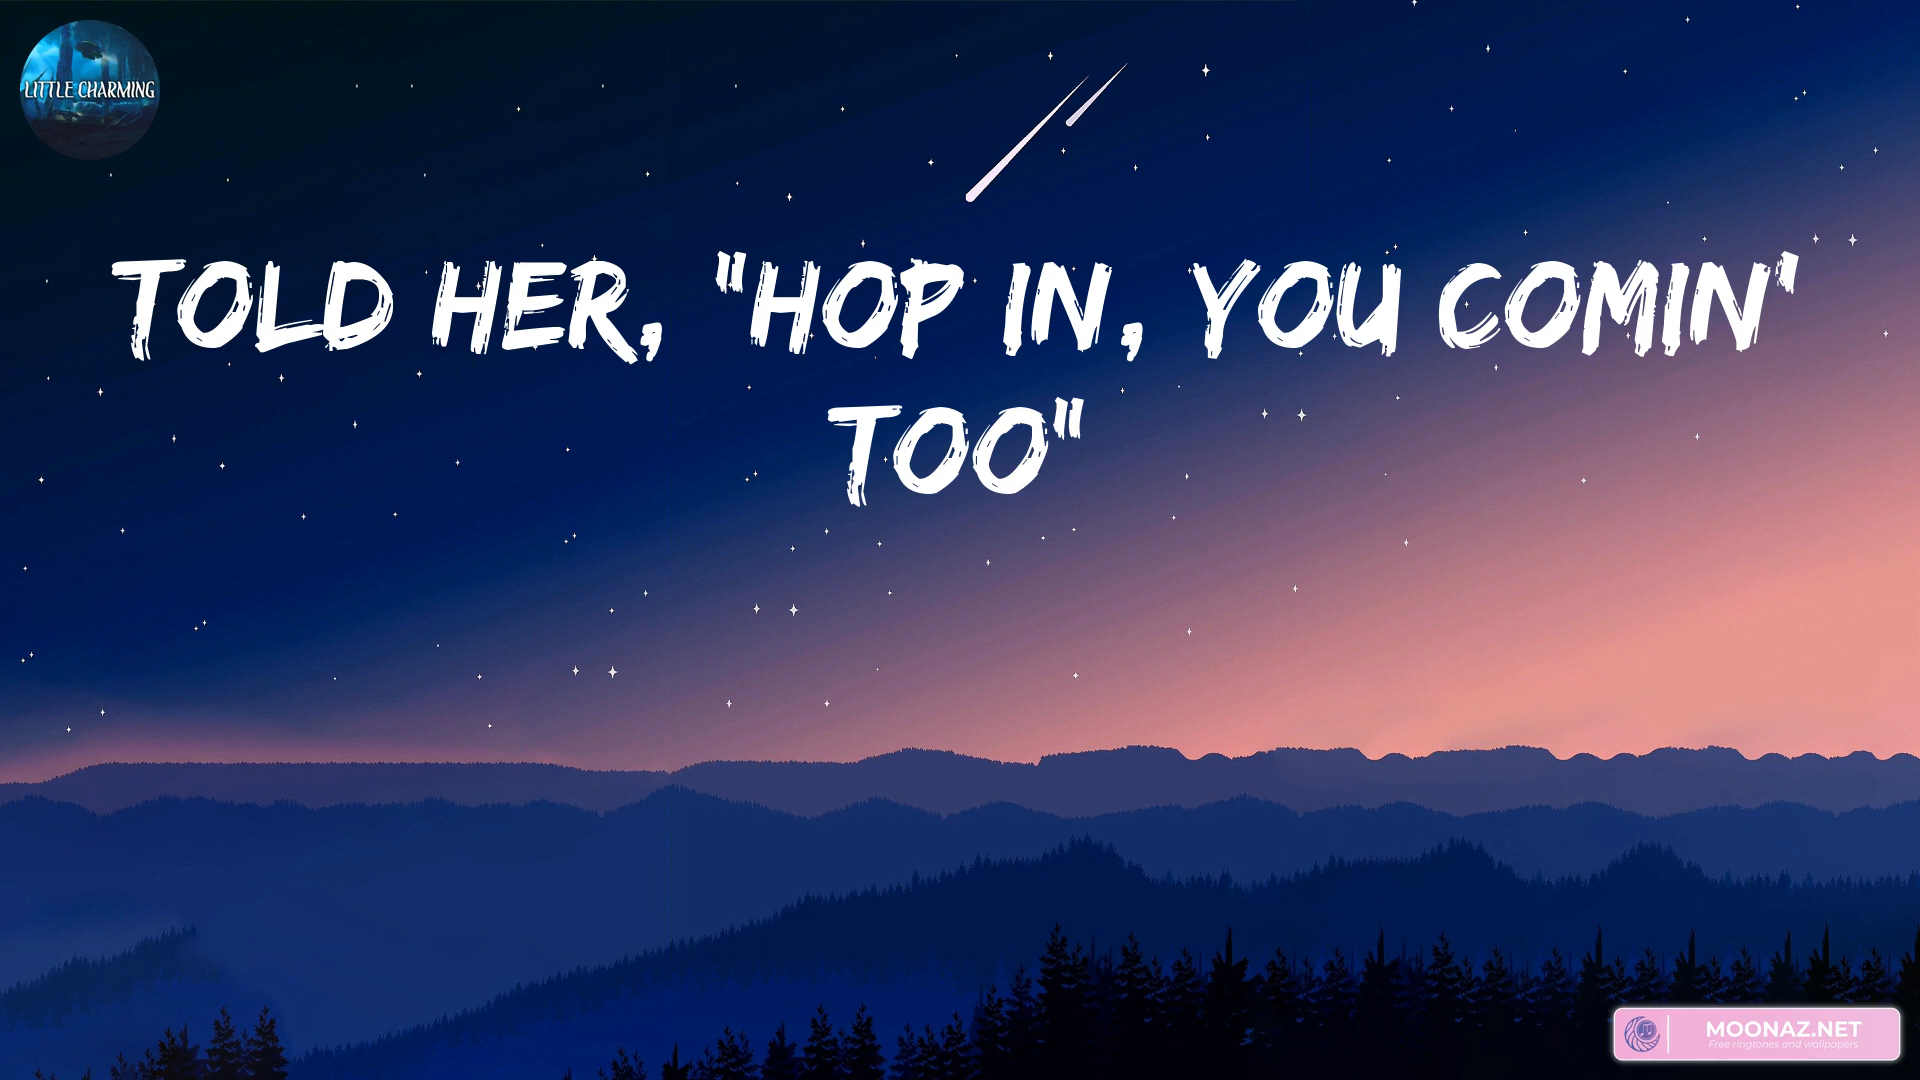 LITTLE CHARMING
TOLD HER, "HOP IN, YOU COMIN'
TOO"
MOONAZ.NET
Free ringtones and wallpapers